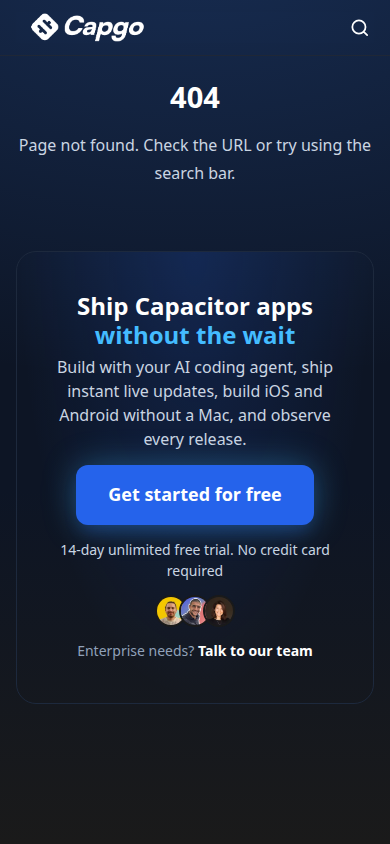 Capgo
404
Page not found. Check the URL or try using the
search bar.
Ship Capacitor apps
without the wait
Build with your AI coding agent, ship
instant live updates, build iOS and
Android without a Mac, and observe
every release.
Get started for free
14-day unlimited free trial. No credit card
required
Enterprise needs? Talk to our team